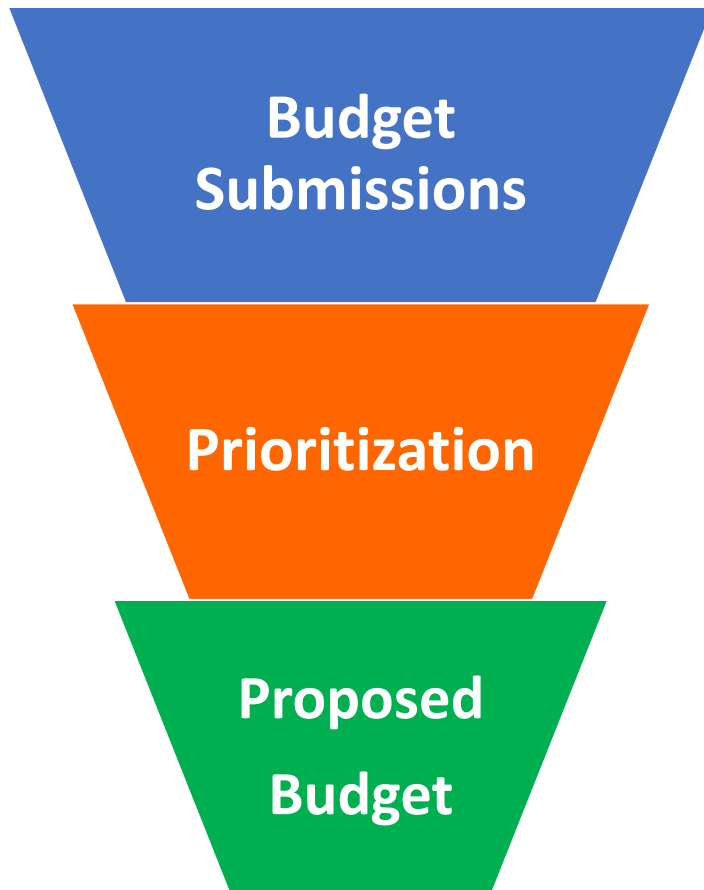 Budget
Submissions
Prioritization
Proposed
Budget